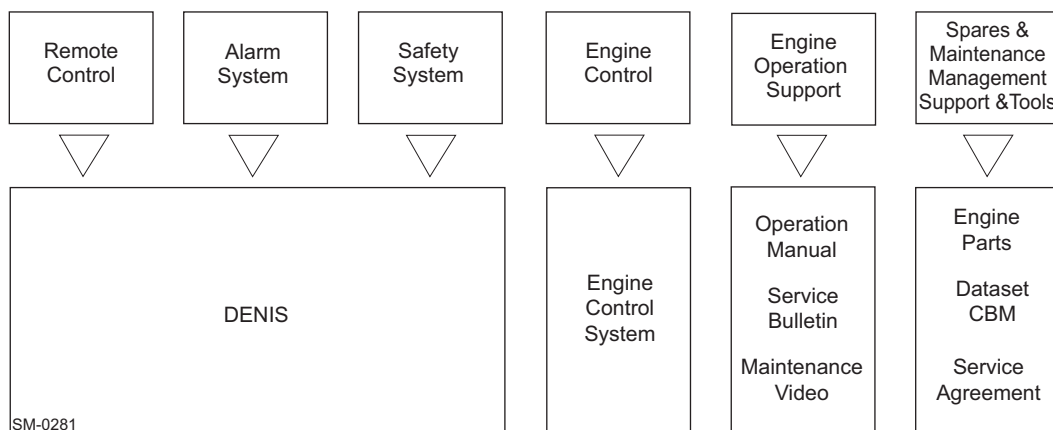 Remote
Control
Alarm
System
Safety
System
Engine
Control
Engine
Operation
Support
Spares &
Maintenance
Management
Support &Tools
DENIS
Engine
Control
System
Operation
Manual
Service
Bulletin
Maintenance
Video
Engine
Parts
Dataset
CBM
Service
Agreement
SM-0281